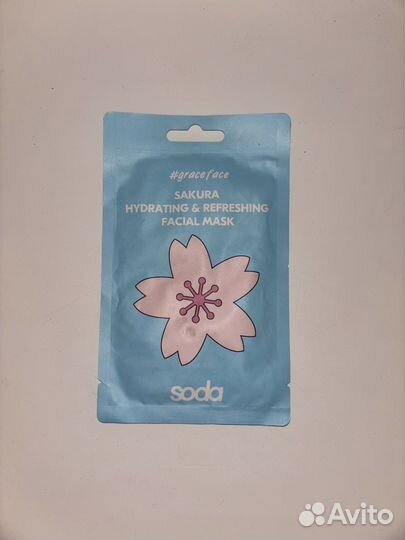 #graceface
SAKURA
HYDRATING & REFRESHING
FACIAL MASK
soda
Avito